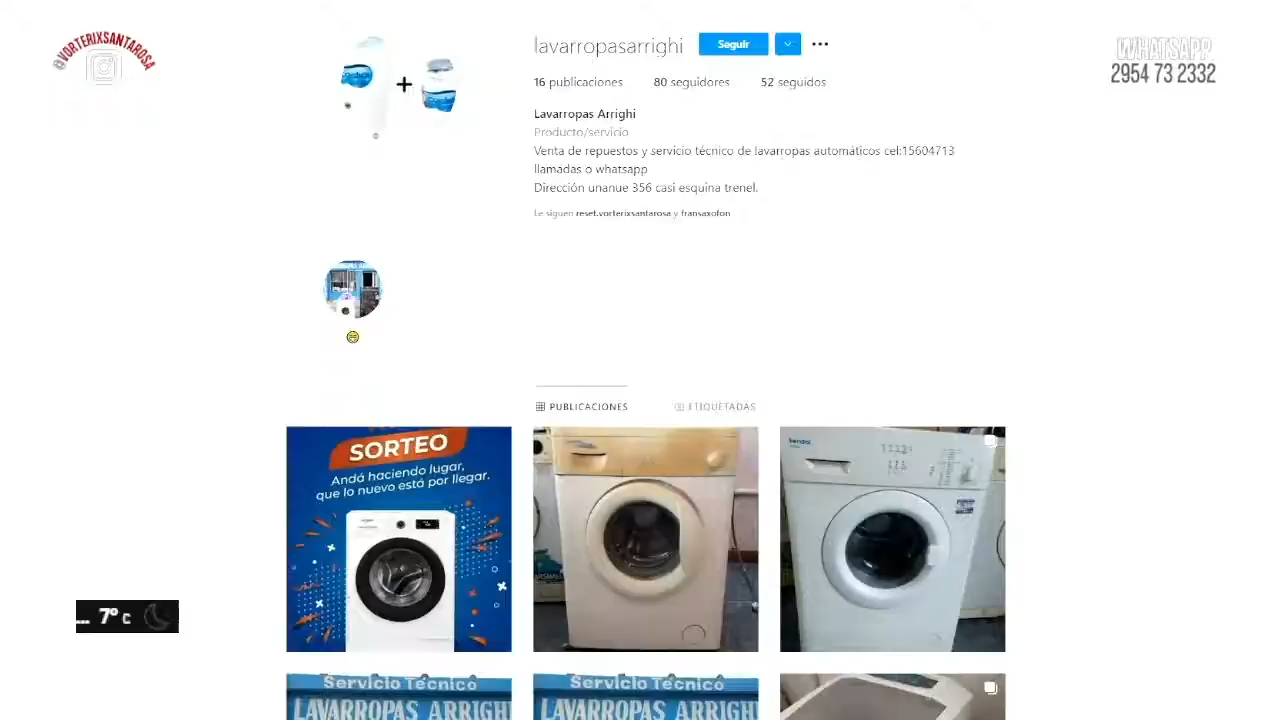 @VORTERIXSANTAROSA
WHATSAPP
2954 73 2332
lavarropasarrighi
Seguir
16 publicaciones 80 seguidores 52 seguidos
Lavarropas Arrighi
Producto/servicio
Venta de repuestos y servicio técnico de lavarropas automáticos cel:15604713
llamadas o whatsapp
Dirección unanue 356 casi esquina trenel.
Le siguen reset.vorterixsantarosa y fransaxofon
PUBLICACIONES ETIQUETADAS
SORTEO
Andá haciendo lugar,
que lo nuevo está por llegar.
... 7º c
Servicio Técnico
LAVARROPAS ARRIGHI
Servicio Técnico
LAVARROPAS ARRIGHI